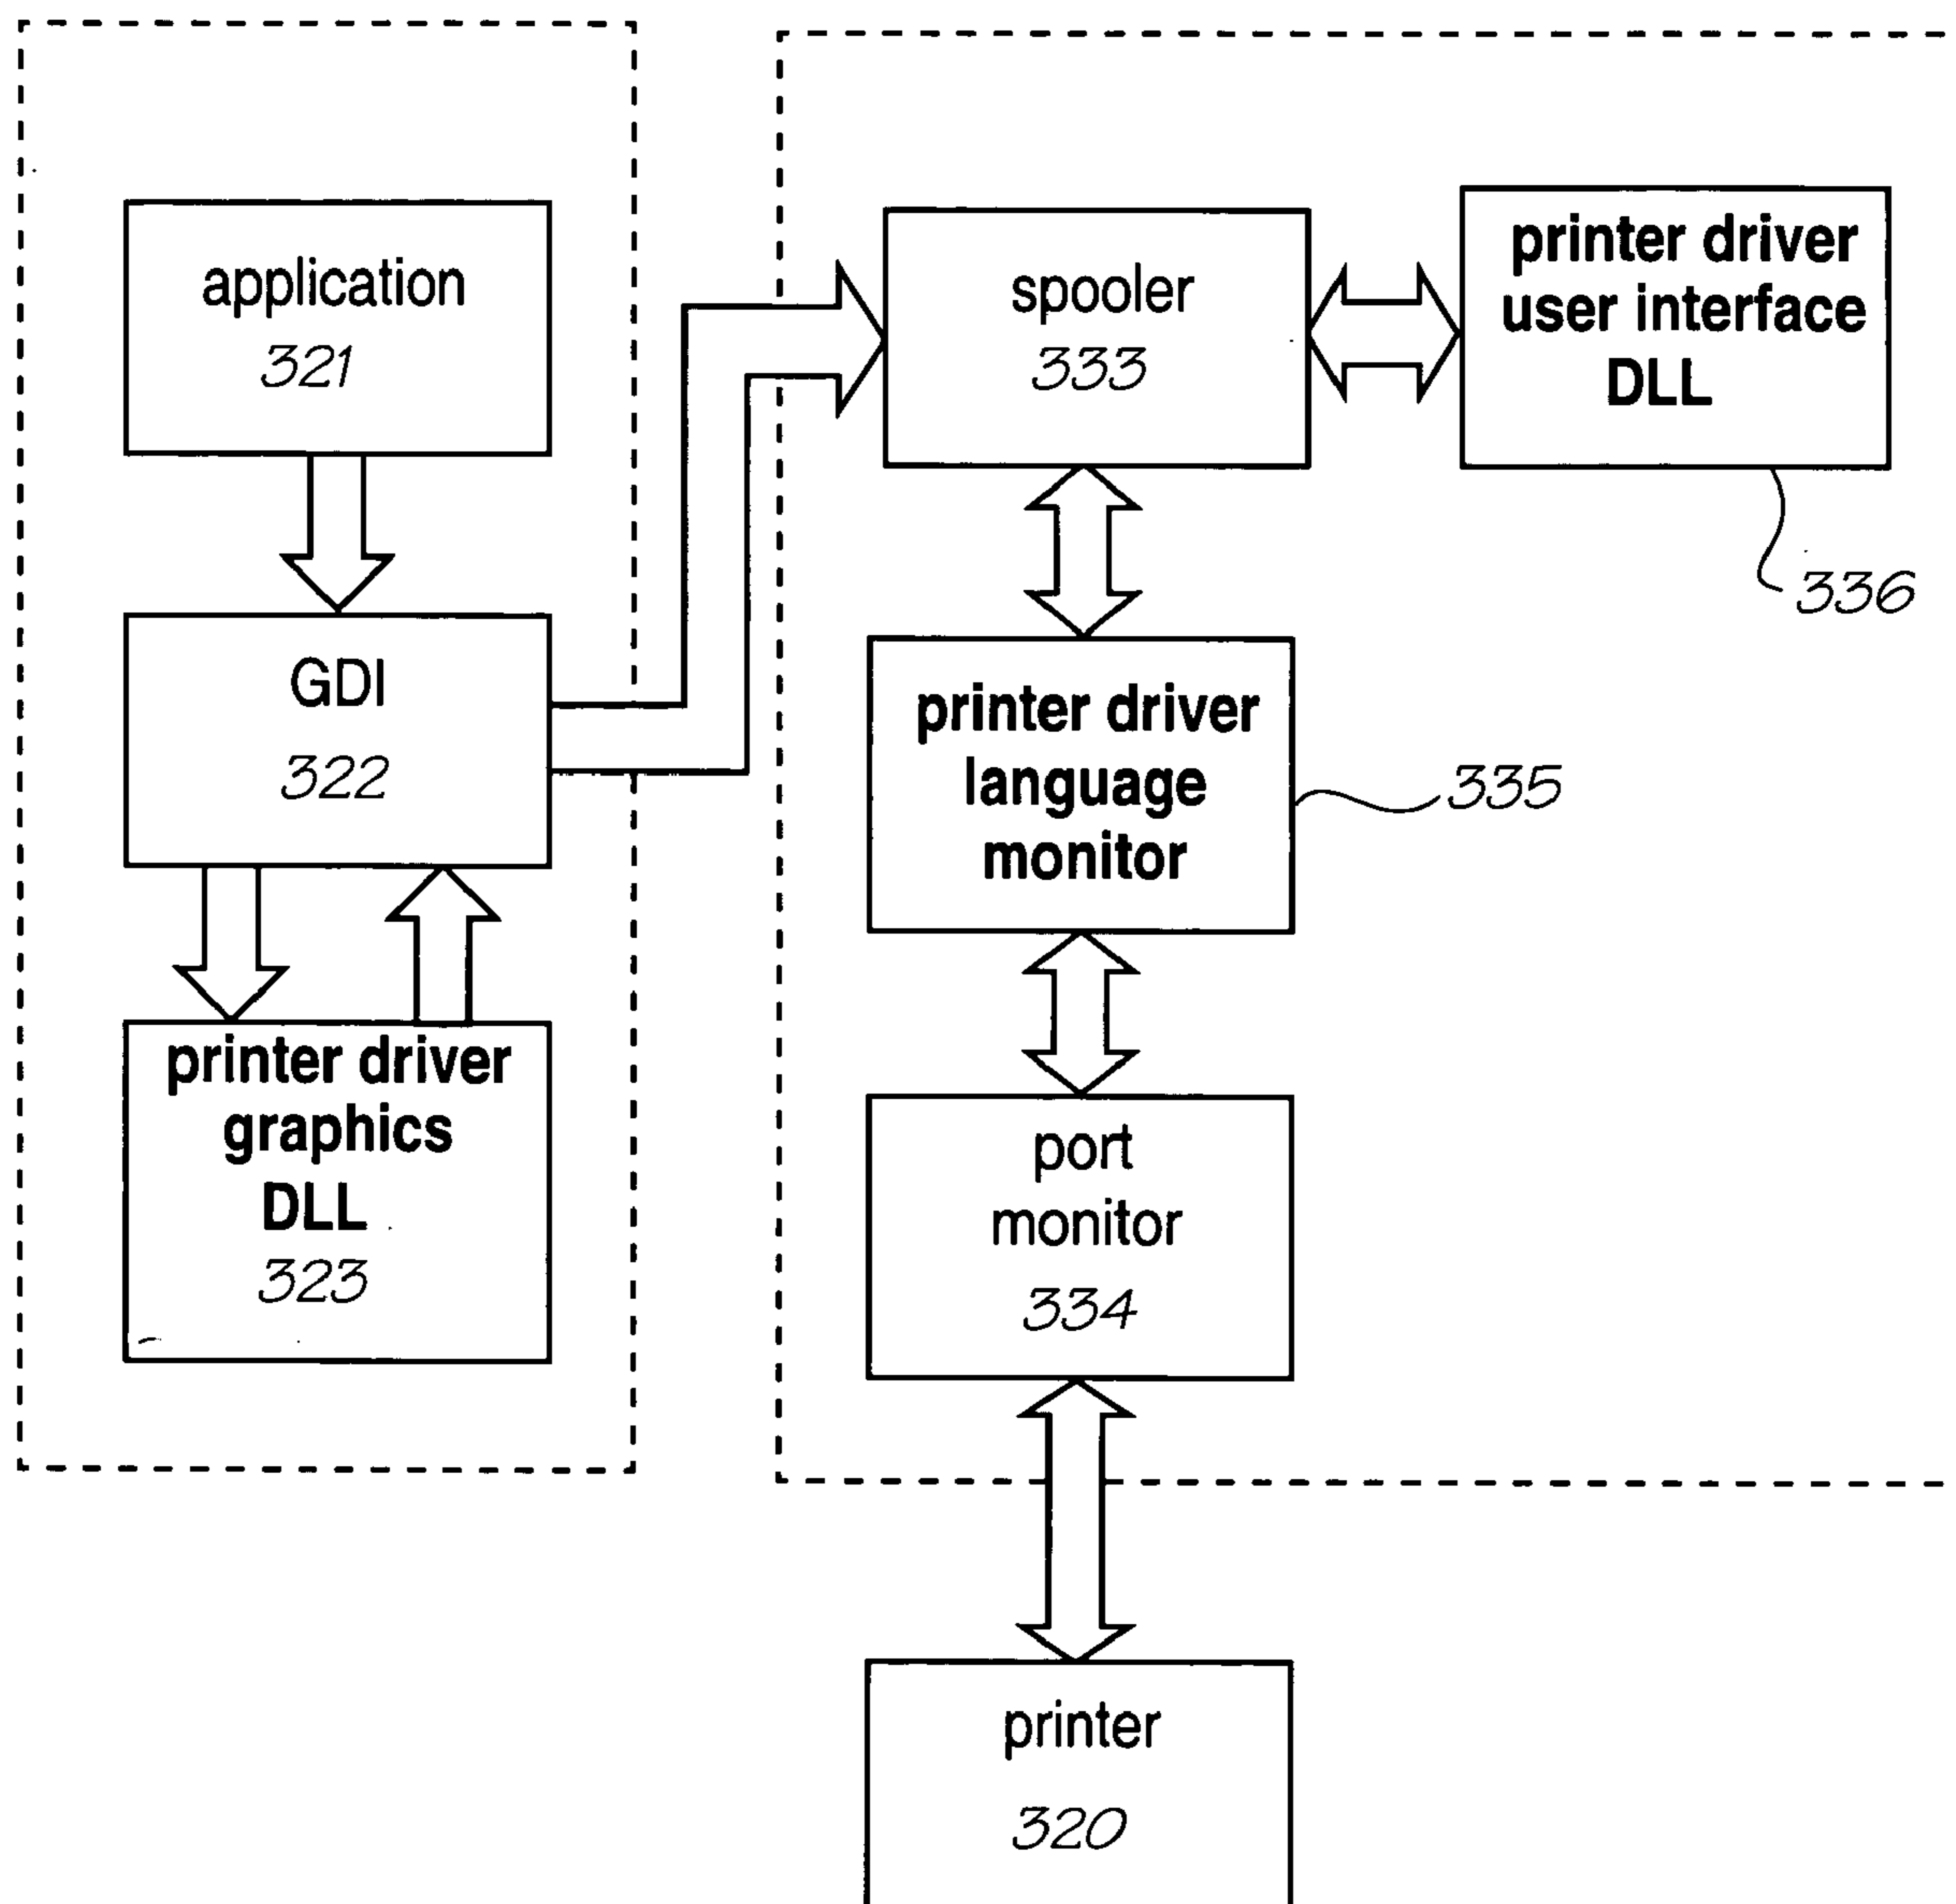 application
321
GDI
322
printer driver
graphics
DLL
323
spooler
333
printer driver
user interface
DLL
336
printer driver
language
monitor
335
port
monitor
334
printer
320